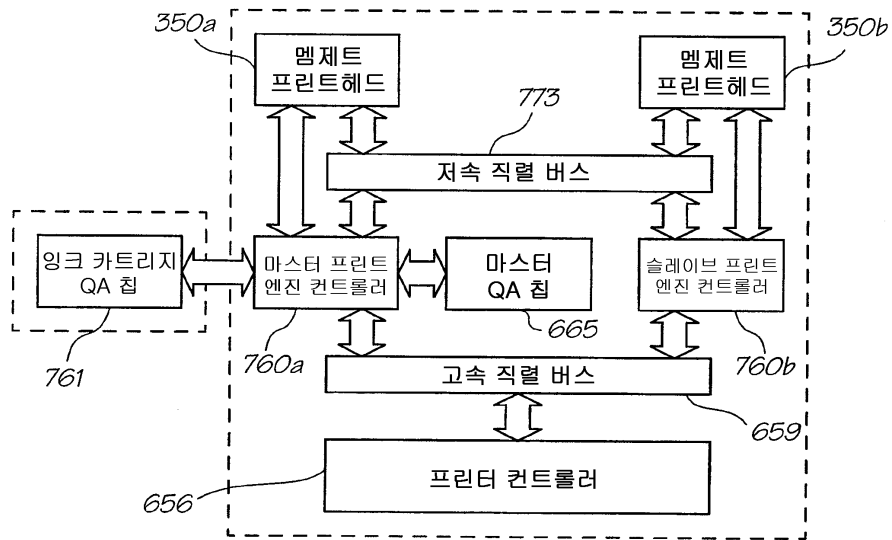 350a
멤제트
프린트헤드
멤제트
프린트헤드
350b
773
저속 직렬 버스
잉크 카트리지
QA 칩
마스터 프린트
엔진 컨트롤러
마스터
QA 칩
슬레이브 프린트
엔진 컨트롤러
761
760a
665
760b
고속 직렬 버스
659
프린터 컨트롤러
656